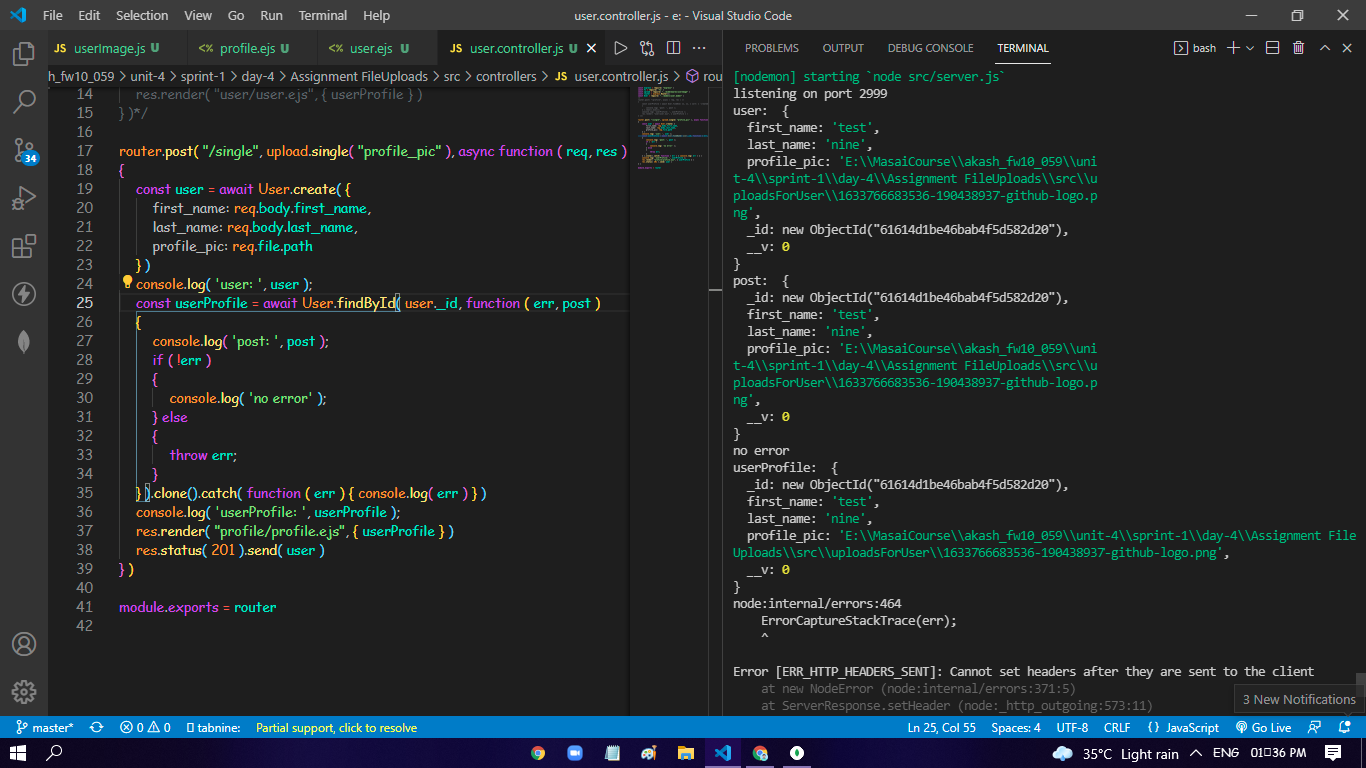 File Edit Selection View Go Run Terminal Help user.controller.js - e: - Visual Studio Code
JS userImage.js U <%> profile.ejs U <%> user.ejs U JS user.controller.js U
PROBLEMS OUTPUT DEBUG CONSOLE TERMINAL bash
sh_fw10_059 > unit-4 > sprint-1 > day-4 > Assignment FileUploads > src > controllers > JS user.controller.js > rou
14 res.render( "user/user.ejs", { userProfile } )
15 } )*/
16
17 router.post( "/single", upload.single( "profile_pic" ), async function ( req, res )
18 {
19 const user = await User.create( {
20 first_name: req.body.first_name,
21 last_name: req.body.last_name,
22 profile_pic: req.file.path
23 } )
24 console.log( 'user: ', user );
25 const userProfile = await User.findById( user._id, function ( err, post )
26 {
27 console.log( 'post: ', post );
28 if ( !err )
29 {
30 console.log( 'no error' );
31 } else
32 {
33 throw err;
34 }
35 } ).clone().catch( function ( err ) { console.log( err ) } )
36 console.log( 'userProfile: ', userProfile );
37 res.render( "profile/profile.ejs", { userProfile } )
38 res.status( 201 ).send( user )
39 } )
40
41 module.exports = router
42
[nodemon] starting `node src/server.js`
listening on port 2999
user:  {
first_name: 'test',
last_name: 'nine',
profile_pic: 'E:\\MasaiCourse\\akash_fw10_059\\uni
t-4\\sprint-1\\day-4\\Assignment FileUploads\\src\\u
ploadsForUser\\1633766683536-190438937-github-logo.p
ng',
_id: new ObjectId("61614d1be46bab4f5d582d20"),
__v: 0
}
post:  {
_id: new ObjectId("61614d1be46bab4f5d582d20"),
first_name: 'test',
last_name: 'nine',
profile_pic: 'E:\\MasaiCourse\\akash_fw10_059\\uni
t-4\\sprint-1\\day-4\\Assignment FileUploads\\src\\u
ploadsForUser\\1633766683536-190438937-github-logo.p
ng',
__v: 0
}
no error
userProfile:  {
_id: new ObjectId("61614d1be46bab4f5d582d20"),
first_name: 'test',
last_name: 'nine',
profile_pic: 'E:\\MasaiCourse\\akash_fw10_059\\unit-4\\sprint-1\\day-4\\Assignment File
Uploads\\src\\uploadsForUser\\1633766683536-190438937-github-logo.png',
__v: 0
}
node:internal/errors:464
ErrorCaptureStackTrace(err);
^
Error [ERR_HTTP_HEADERS_SENT]: Cannot set headers after they are sent to the client
at new NodeError (node:internal/errors:371:5)
at ServerResponse.setHeader (node:_http_outgoing:573:11)
3 New Notifications
34
master* 0 0 tabnine: Partial support, click to resolve Ln 25, Col 55 Spaces: 4 UTF-8 CRLF {} JavaScript Go Live
35°C Light rain ENG 01:36 PM